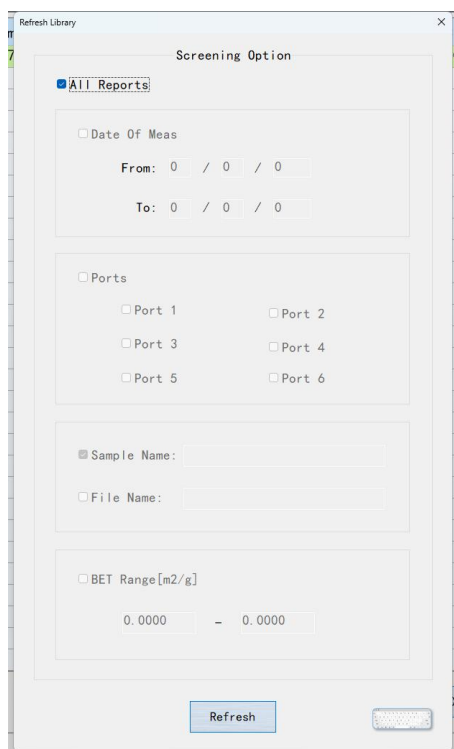 Refresh Library
Screening Option
All Reports
Date Of Meas
From: 0 / 0 / 0
To: 0 / 0 / 0
Ports
Port 1 Port 2
Port 3 Port 4
Port 5 Port 6
Sample Name:
File Name:
BET Range[m2/g]
0.0000 - 0.0000
Refresh